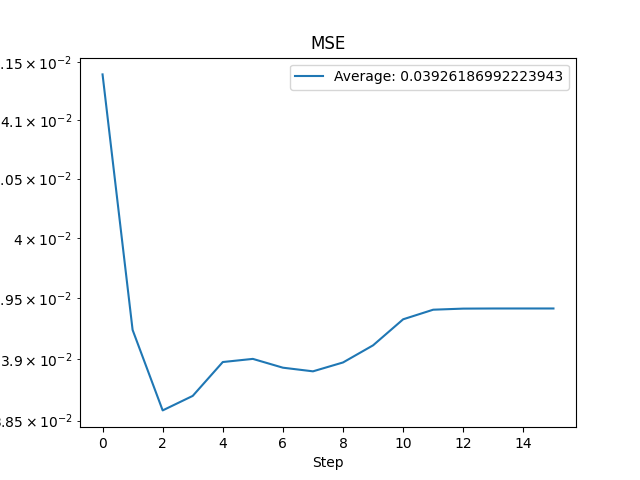 MSE
Average: 0.03926186992223943
.15 × 10⁻²
4.1 × 10⁻²
.05 × 10⁻²
4 × 10⁻²
.95 × 10⁻²
3.9 × 10⁻²
.85 × 10⁻²
0 2 4 6 8 10 12 14
Step